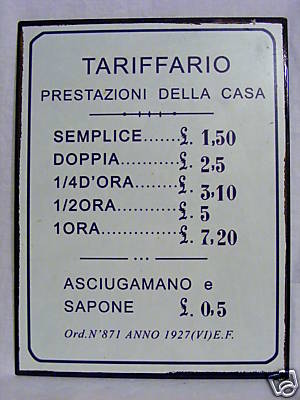 TARIFFARIO
PRESTAZIONI DELLA CASA
SEMPLICE......£. 1,50
DOPPIA.........£. 2,5
1/4D'ORA......£. 3,10
1/2ORA.........£. 5
1ORA............£. 7,20
...
ASCIUGAMANO e
SAPONE £. 0,5
Ord.N°871 ANNO 1927(VI)E.F.